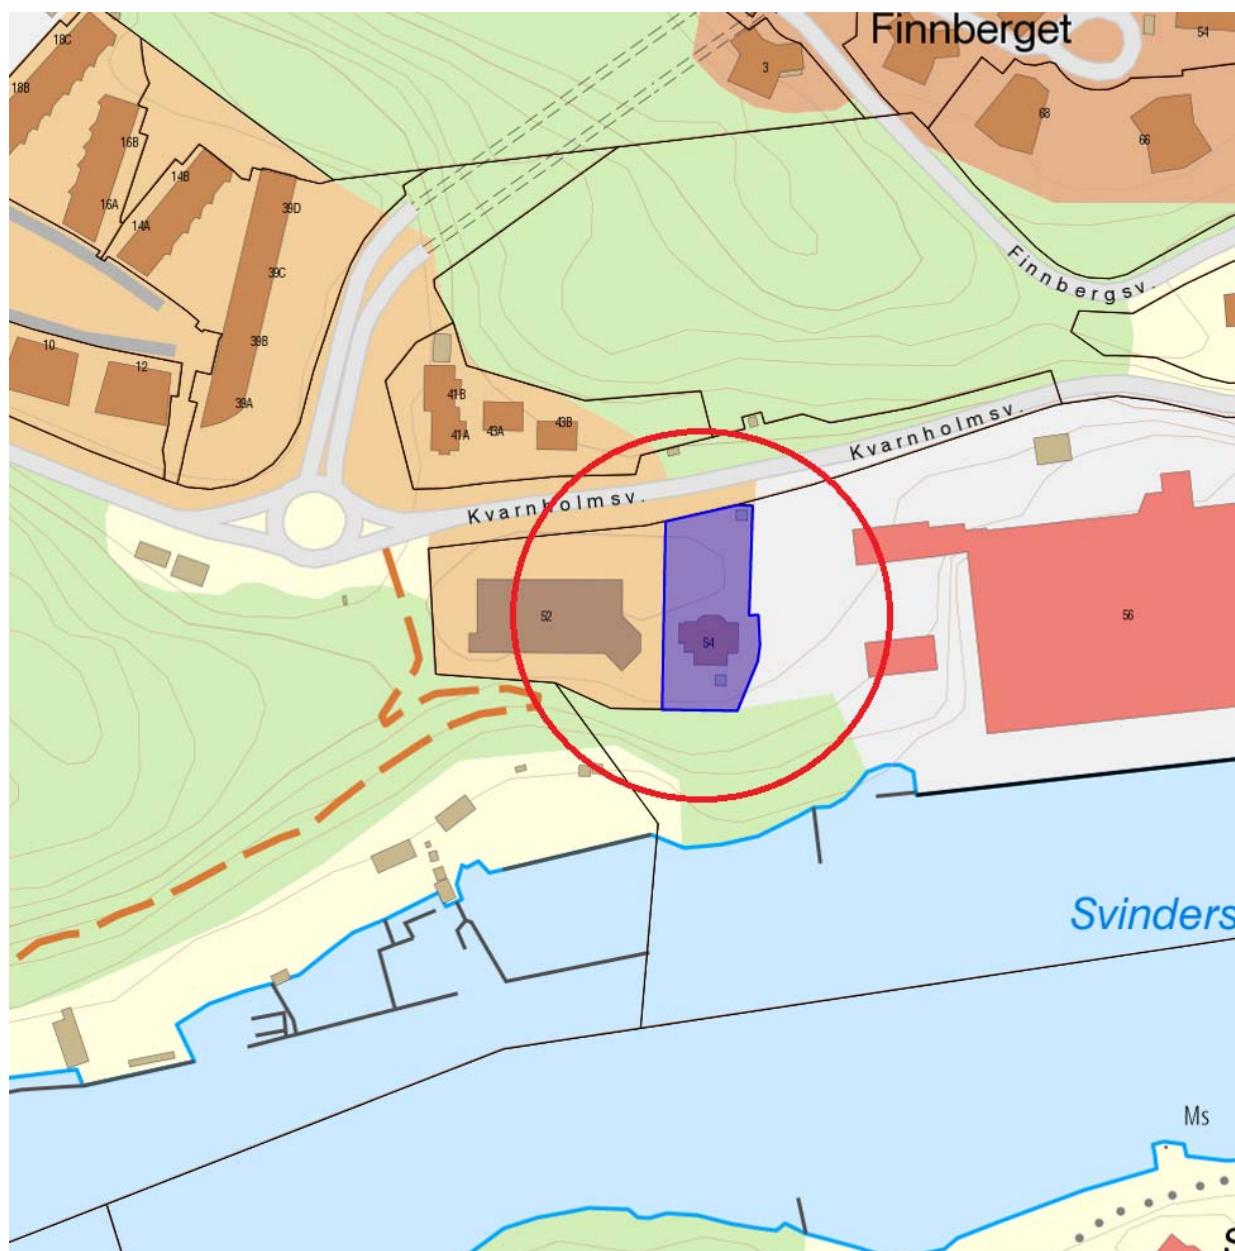 Finnberget
18C
54
3
18B
68
16B
66
14B
16A
39D
14A
39C
Finnbergsv.
39B
10
12
41B
39A
43B
41A
43A
Kvarnholmsv.
Kvarnholmsv.
52
56
54
Svinders
Ms
S